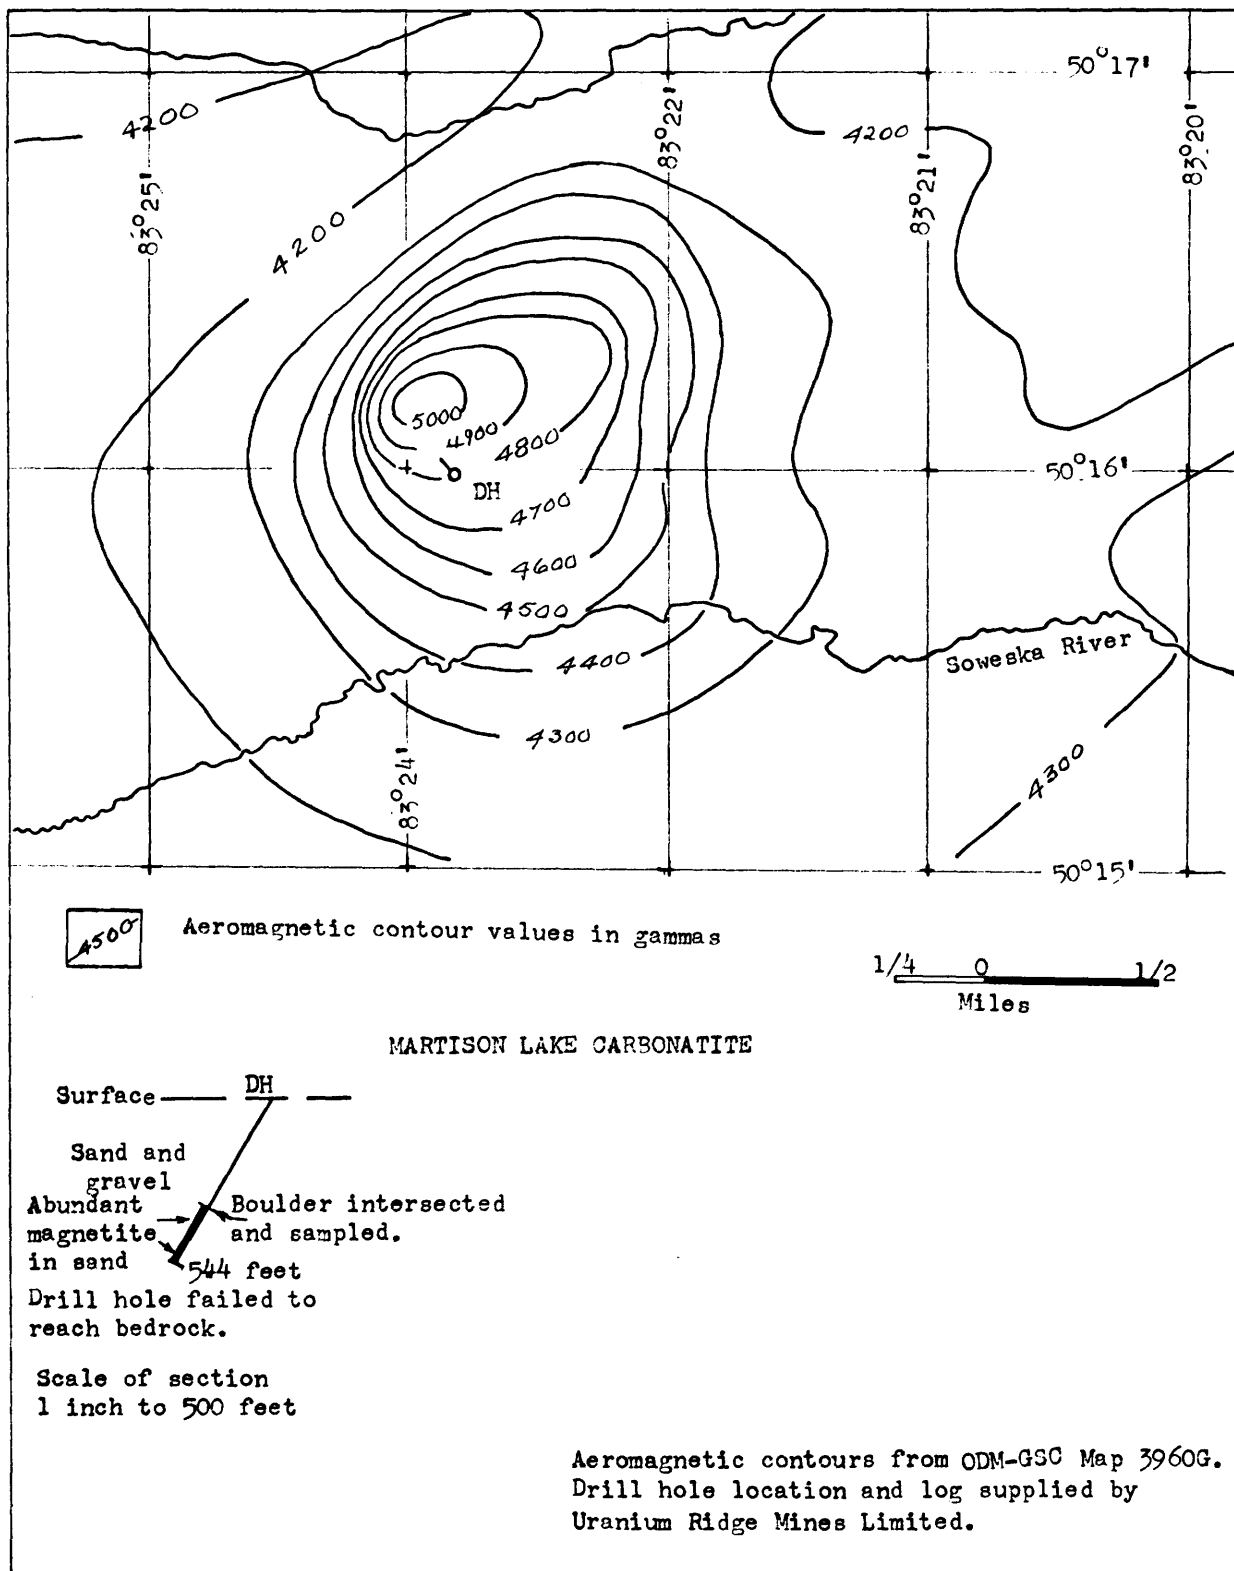 50°17'
4200
4200
83°22'
83°20'
83°25'
83°21'
4200
5000
4900
4800
50°16'
DH
4700
4600
4500
4400
Soweska River
4300
4300
83°24'
50°15'
4500
Aeromagnetic contour values in gammas
1/4 0 1/2
Miles
MARTISON LAKE CARBONATITE
Surface
DH
Sand and
gravel
Abundant
magnetite
in sand
Boulder intersected
and sampled.
544 feet
Drill hole failed to
reach bedrock.
Scale of section
1 inch to 500 feet
Aeromagnetic contours from ODM-GSC Map 3960G.
Drill hole location and log supplied by
Uranium Ridge Mines Limited.